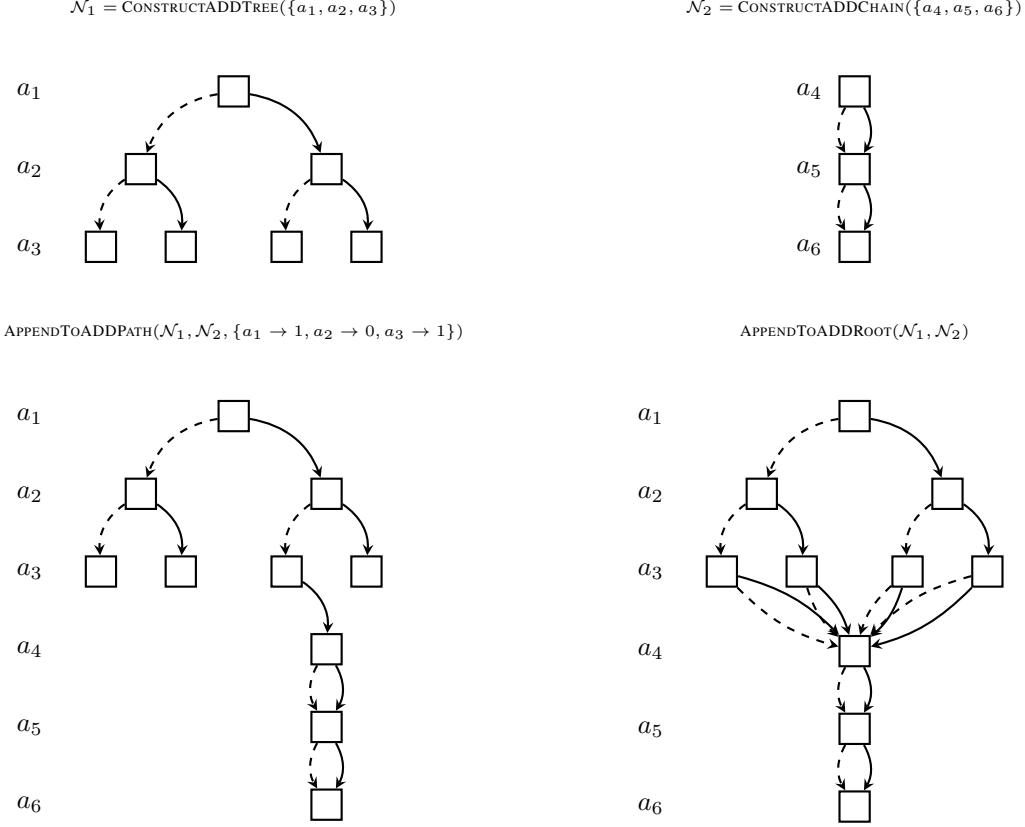 𝒩₁ = CONSTRUCTADDTREE({a₁, a₂, a₃})
𝒩₂ = CONSTRUCTADDCHAIN({a₄, a₅, a₆})
a₁
a₂
a₃
a₄
a₅
a₆
APPENDTOADDPATH(𝒩₁, 𝒩₂, {a₁ → 1, a₂ → 0, a₃ → 1})
APPENDTOADDROOT(𝒩₁, 𝒩₂)
a₁
a₂
a₃
a₄
a₅
a₆
a₁
a₂
a₃
a₄
a₅
a₆